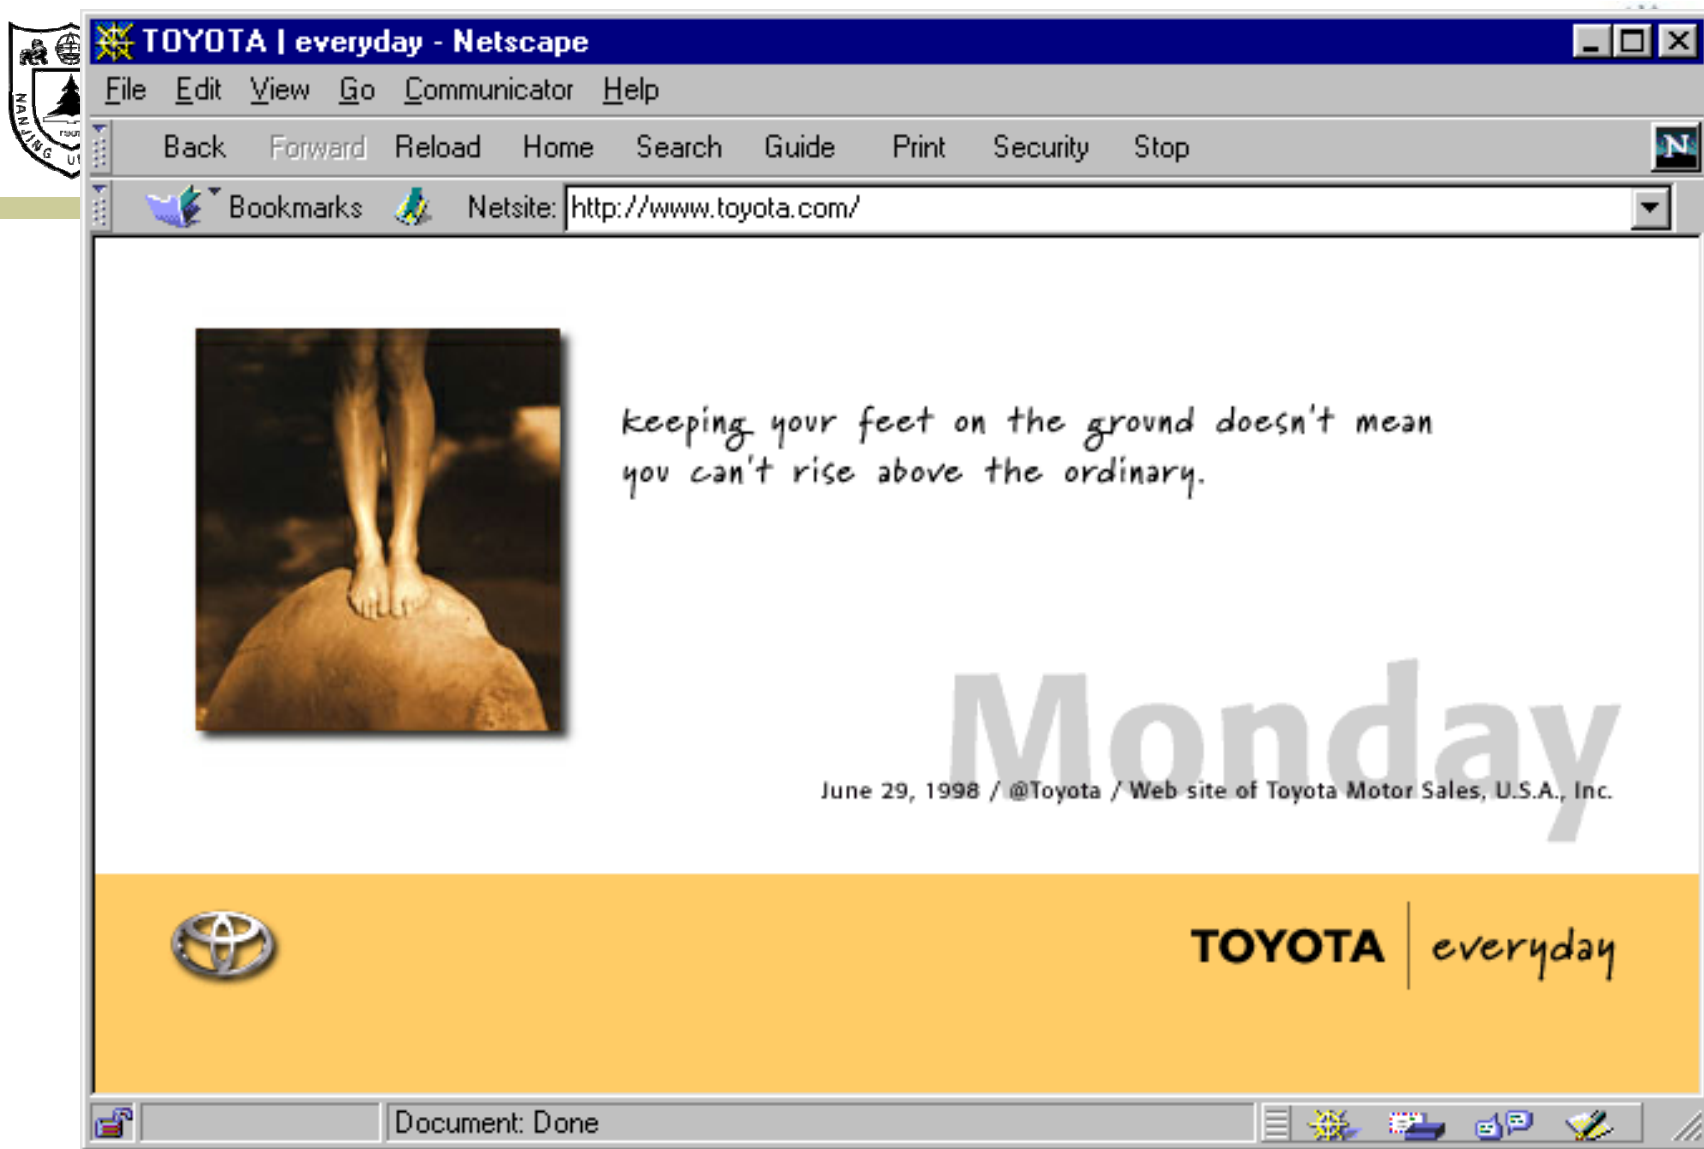 NANJING U
TOYOTA | everyday - Netscape
File Edit View Go Communicator Help
Back Forward Reload Home Search Guide Print Security Stop
N
Bookmarks Netsite: http://www.toyota.com/
keeping your feet on the ground doesn't mean
you can't rise above the ordinary.
Monday
June 29, 1998 / @Toyota / Web site of Toyota Motor Sales, U.S.A., Inc.
TOYOTA | everyday
Document: Done